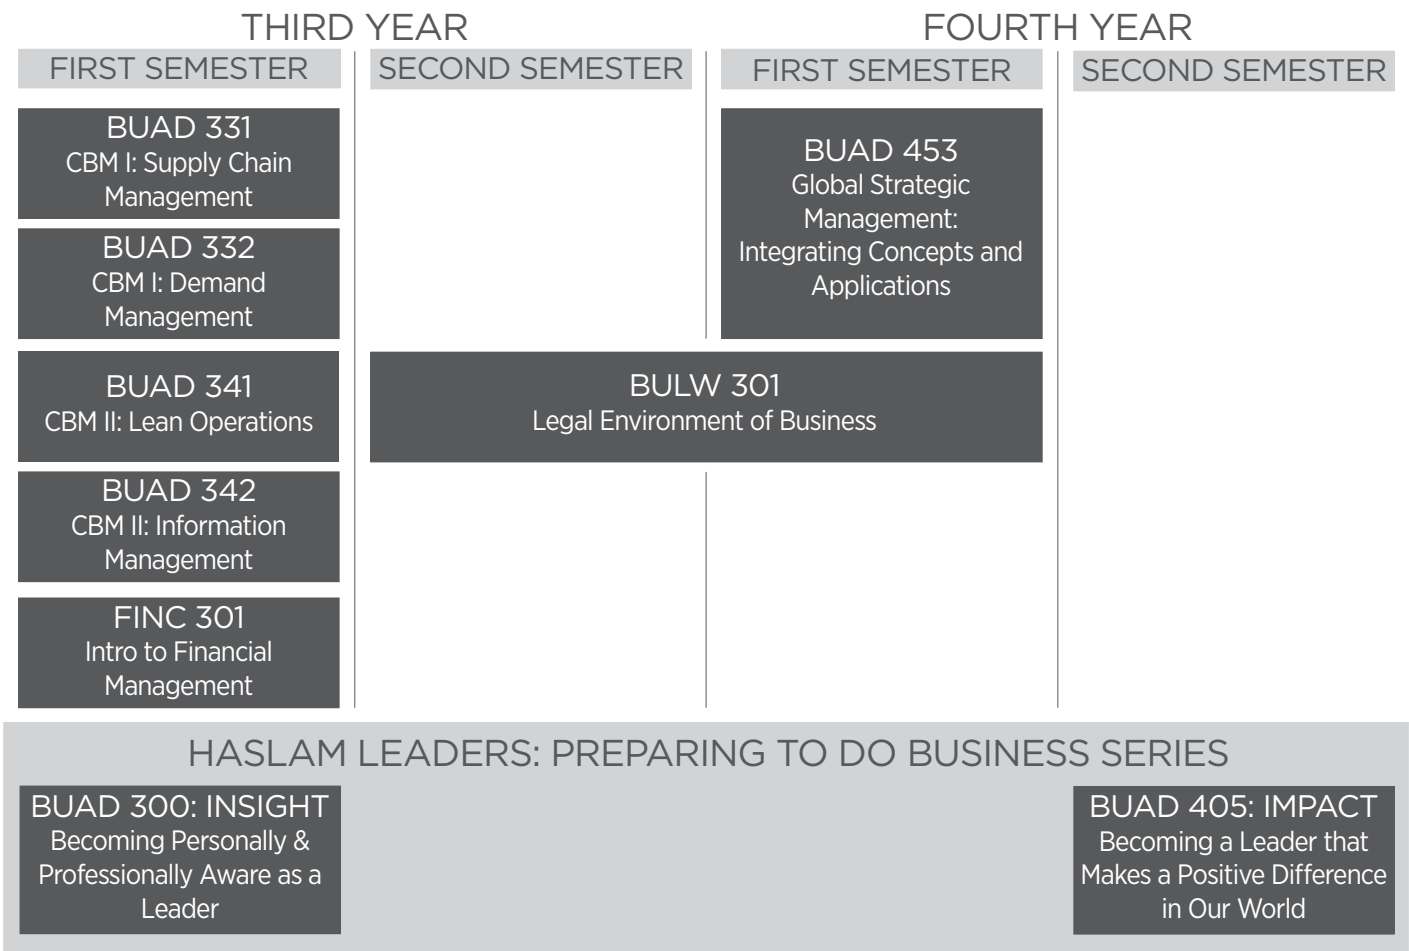 THIRD YEAR
FOURTH YEAR
FIRST SEMESTER
SECOND SEMESTER
FIRST SEMESTER
SECOND SEMESTER
BUAD 331
CBM I: Supply Chain
Management
BUAD 332
CBM I: Demand
Management
BUAD 341
CBM II: Lean Operations
BUAD 342
CBM II: Information
Management
FINC 301
Intro to Financial
Management
BUAD 453
Global Strategic
Management:
Integrating Concepts and
Applications
BULW 301
Legal Environment of Business
HASLAM LEADERS: PREPARING TO DO BUSINESS SERIES
BUAD 300: INSIGHT
Becoming Personally &
Professionally Aware as a
Leader
BUAD 405: IMPACT
Becoming a Leader that
Makes a Positive Difference
in Our World